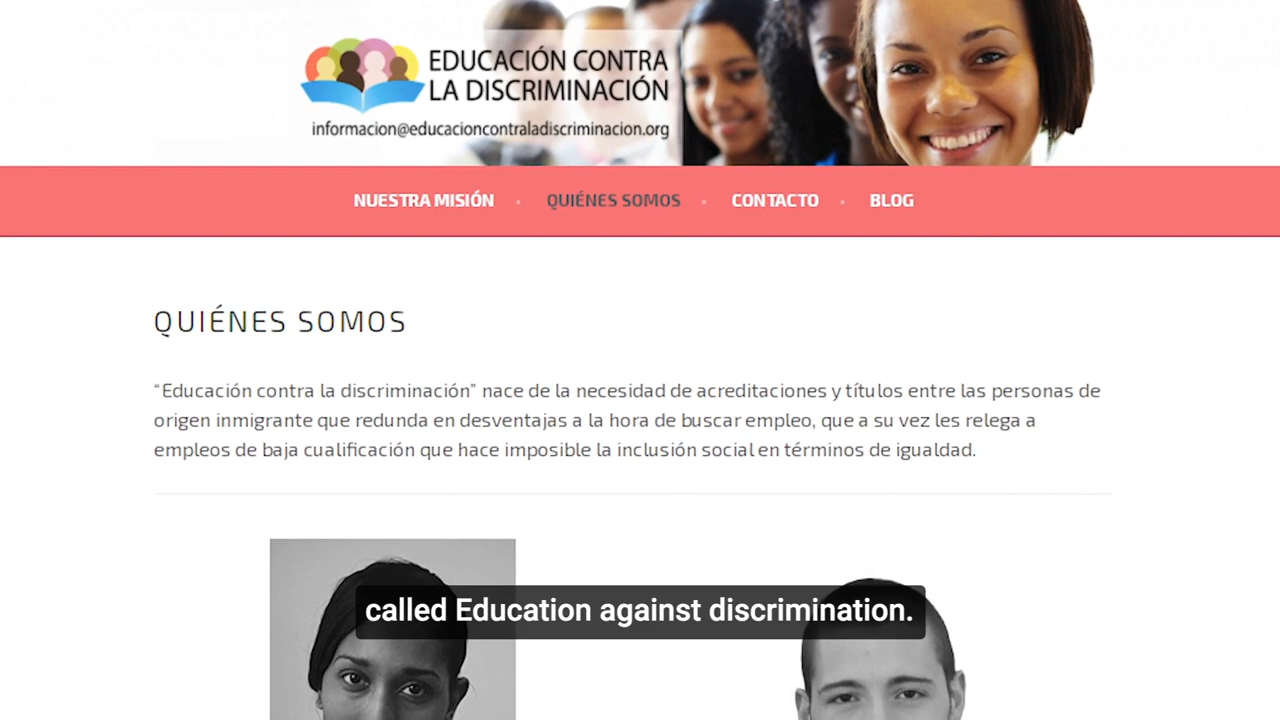 EDUCACIÓN CONTRA
LA DISCRIMINACIÓN
informacion@educacioncontraladiscriminacion.org
NUESTRA MISIÓN • QUIÉNES SOMOS • CONTACTO • BLOG
QUIÉNES SOMOS
“Educación contra la discriminación” nace de la necesidad de acreditaciones y títulos entre las personas de
origen inmigrante que redunda en desventajas a la hora de buscar empleo, que a su vez les relega a
empleos de baja cualificación que hace imposible la inclusión social en términos de igualdad.
called Education against discrimination.